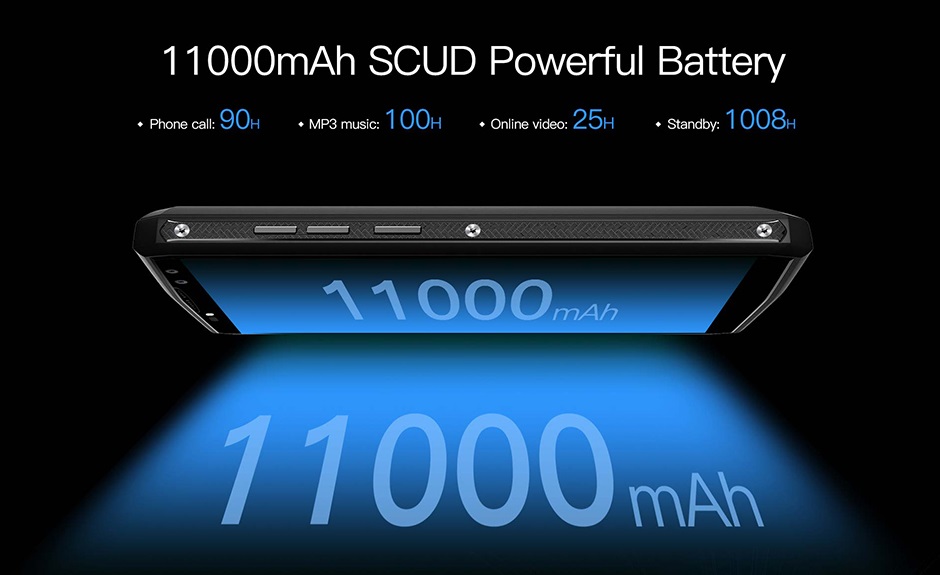 11000mAh SCUD Powerful Battery
◆ Phone call: 90H ◆ MP3 music: 100H ◆ Online video: 25H ◆ Standby: 1008H
11000mAh
11000mAh